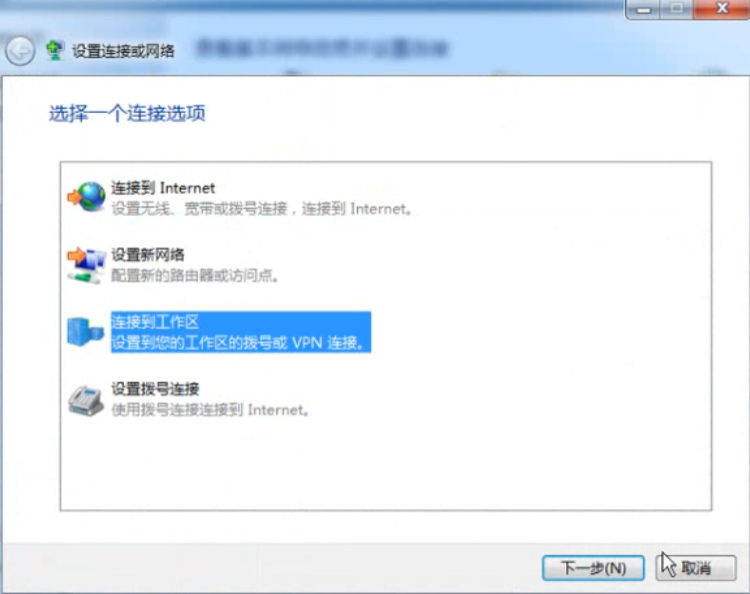 设置连接或网络
选择一个连接选项
连接到 Internet
设置无线、宽带或拨号连接，连接到 Internet。
设置新网络
配置新的路由器或访问点。
连接到工作区
设置到您的工作区的拨号或 VPN 连接。
设置拨号连接
使用拨号连接连接到 Internet。
下一步(N)
取消